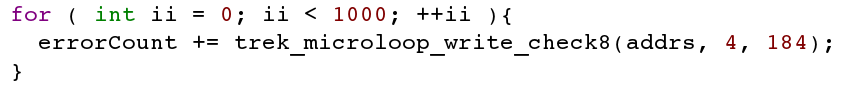 for ( int ii = 0; ii < 1000; ++ii ){
  errorCount += trek_microloop_write_check8(addrs, 4, 184);
}